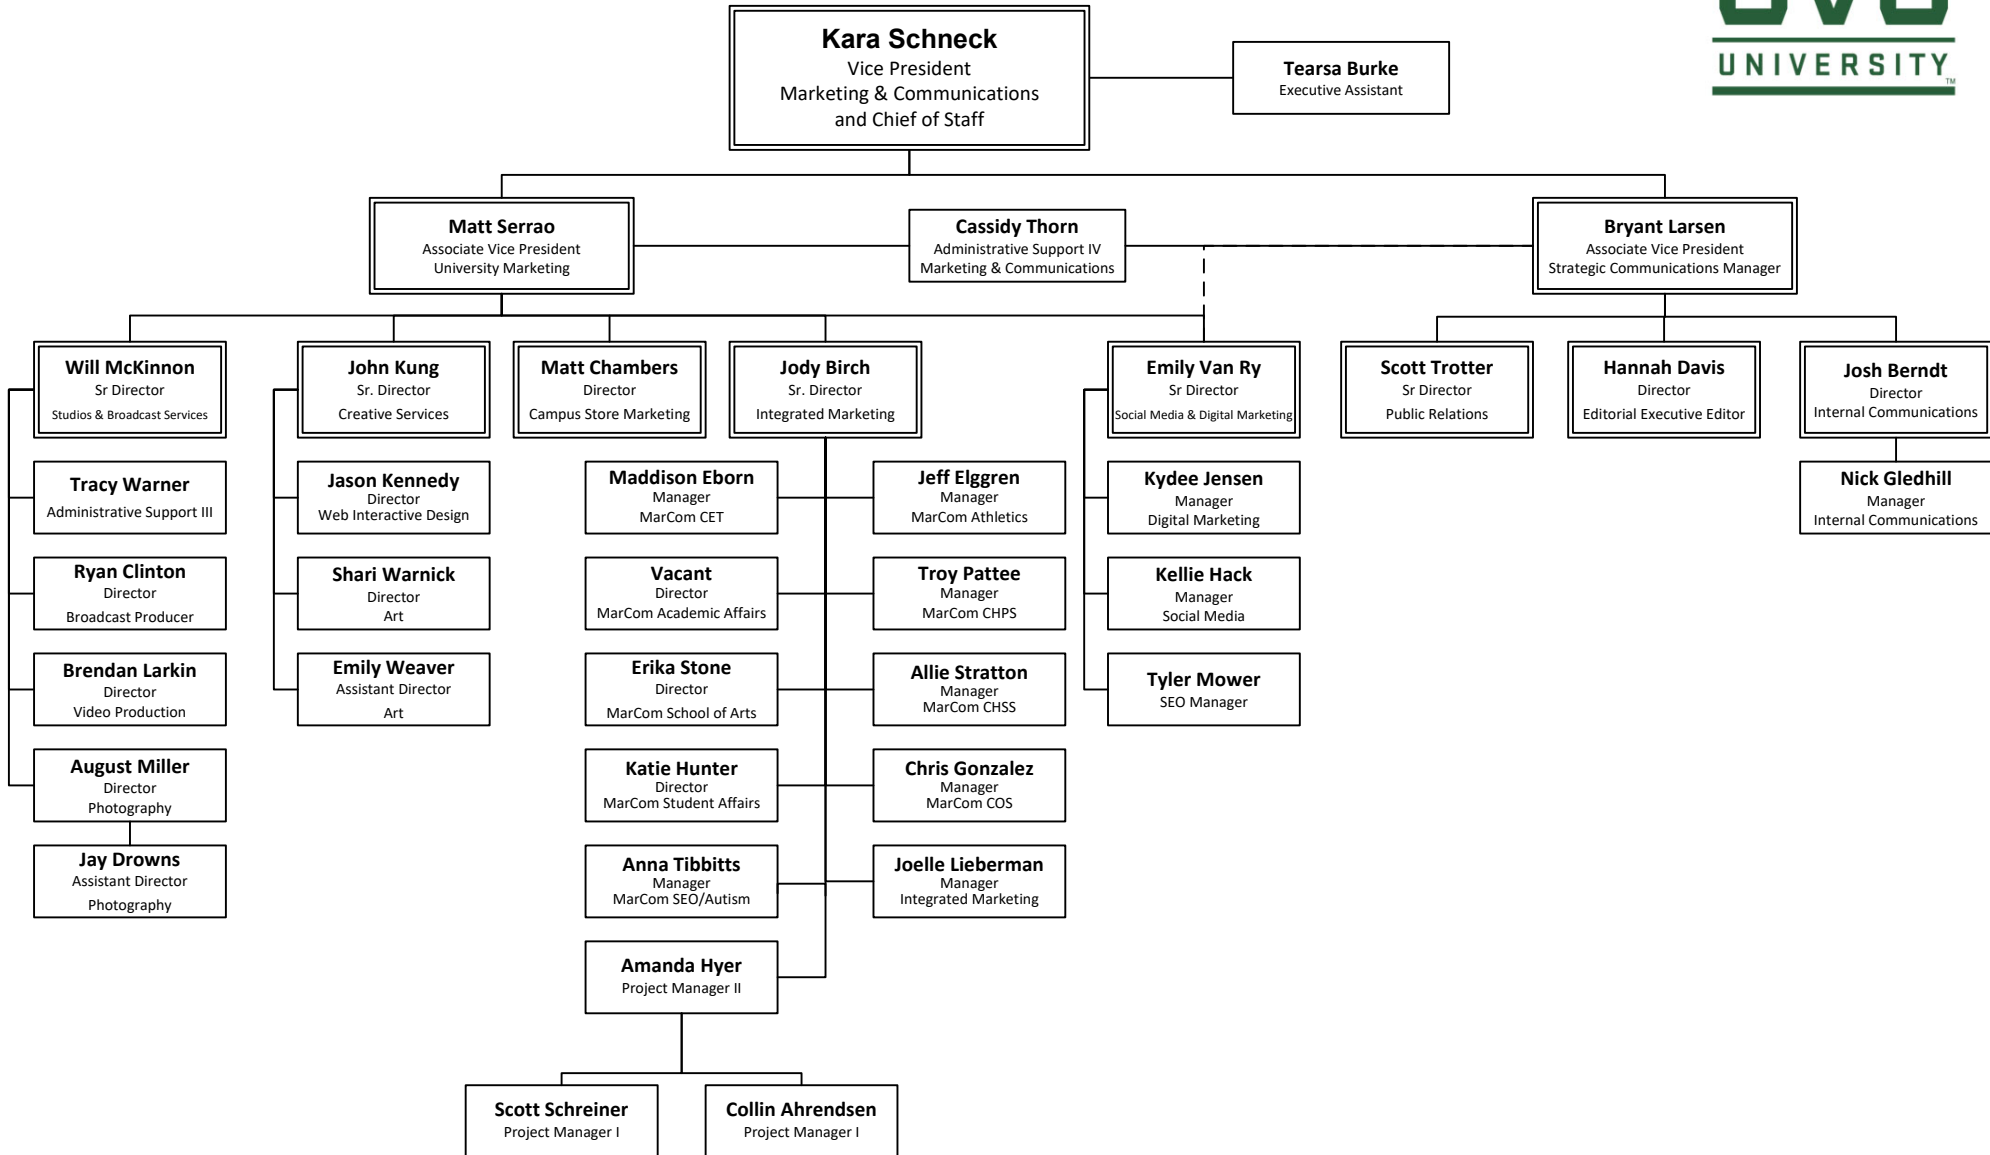 Kara Schneck
Vice President
Marketing & Communications
and Chief of Staff
Tearsa Burke
Executive Assistant
UNIVERSITY
TM
Matt Serrao
Associate Vice President
University Marketing
Cassidy Thorn
Administrative Support IV
Marketing & Communications
Bryant Larsen
Associate Vice President
Strategic Communications Manager
Will McKinnon
Sr Director
Studios & Broadcast Services
John Kung
Sr. Director
Creative Services
Matt Chambers
Director
Campus Store Marketing
Jody Birch
Sr. Director
Integrated Marketing
Emily Van Ry
Sr Director
Social Media & Digital Marketing
Scott Trotter
Sr Director
Public Relations
Hannah Davis
Director
Editorial Executive Editor
Josh Berndt
Director
Internal Communications
Tracy Warner
Administrative Support III
Jason Kennedy
Director
Web Interactive Design
Maddison Eborn
Manager
MarCom CET
Jeff Elggren
Manager
MarCom Athletics
Kydee Jensen
Manager
Digital Marketing
Nick Gledhill
Manager
Internal Communications
Ryan Clinton
Director
Broadcast Producer
Shari Warnick
Director
Art
Vacant
Director
MarCom Academic Affairs
Troy Pattee
Manager
MarCom CHPS
Kellie Hack
Manager
Social Media
Brendan Larkin
Director
Video Production
Emily Weaver
Assistant Director
Art
Erika Stone
Director
MarCom School of Arts
Allie Stratton
Manager
MarCom CHSS
Tyler Mower
SEO Manager
August Miller
Director
Photography
Katie Hunter
Director
MarCom Student Affairs
Chris Gonzalez
Manager
MarCom COS
Jay Drowns
Assistant Director
Photography
Anna Tibbitts
Manager
MarCom SEO/Autism
Joelle Lieberman
Manager
Integrated Marketing
Amanda Hyer
Project Manager II
Scott Schreiner
Project Manager I
Collin Ahrendsen
Project Manager I